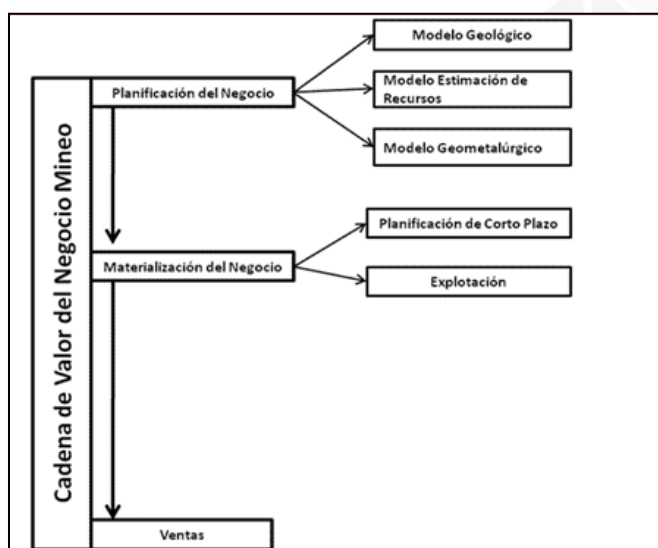 Cadena de Valor del Negocio Mineo
Planificación del Negocio
Modelo Geológico
Modelo Estimación de
Recursos
Modelo Geometalúrgico
Materialización del Negocio
Planificación de Corto Plazo
Explotación
Ventas